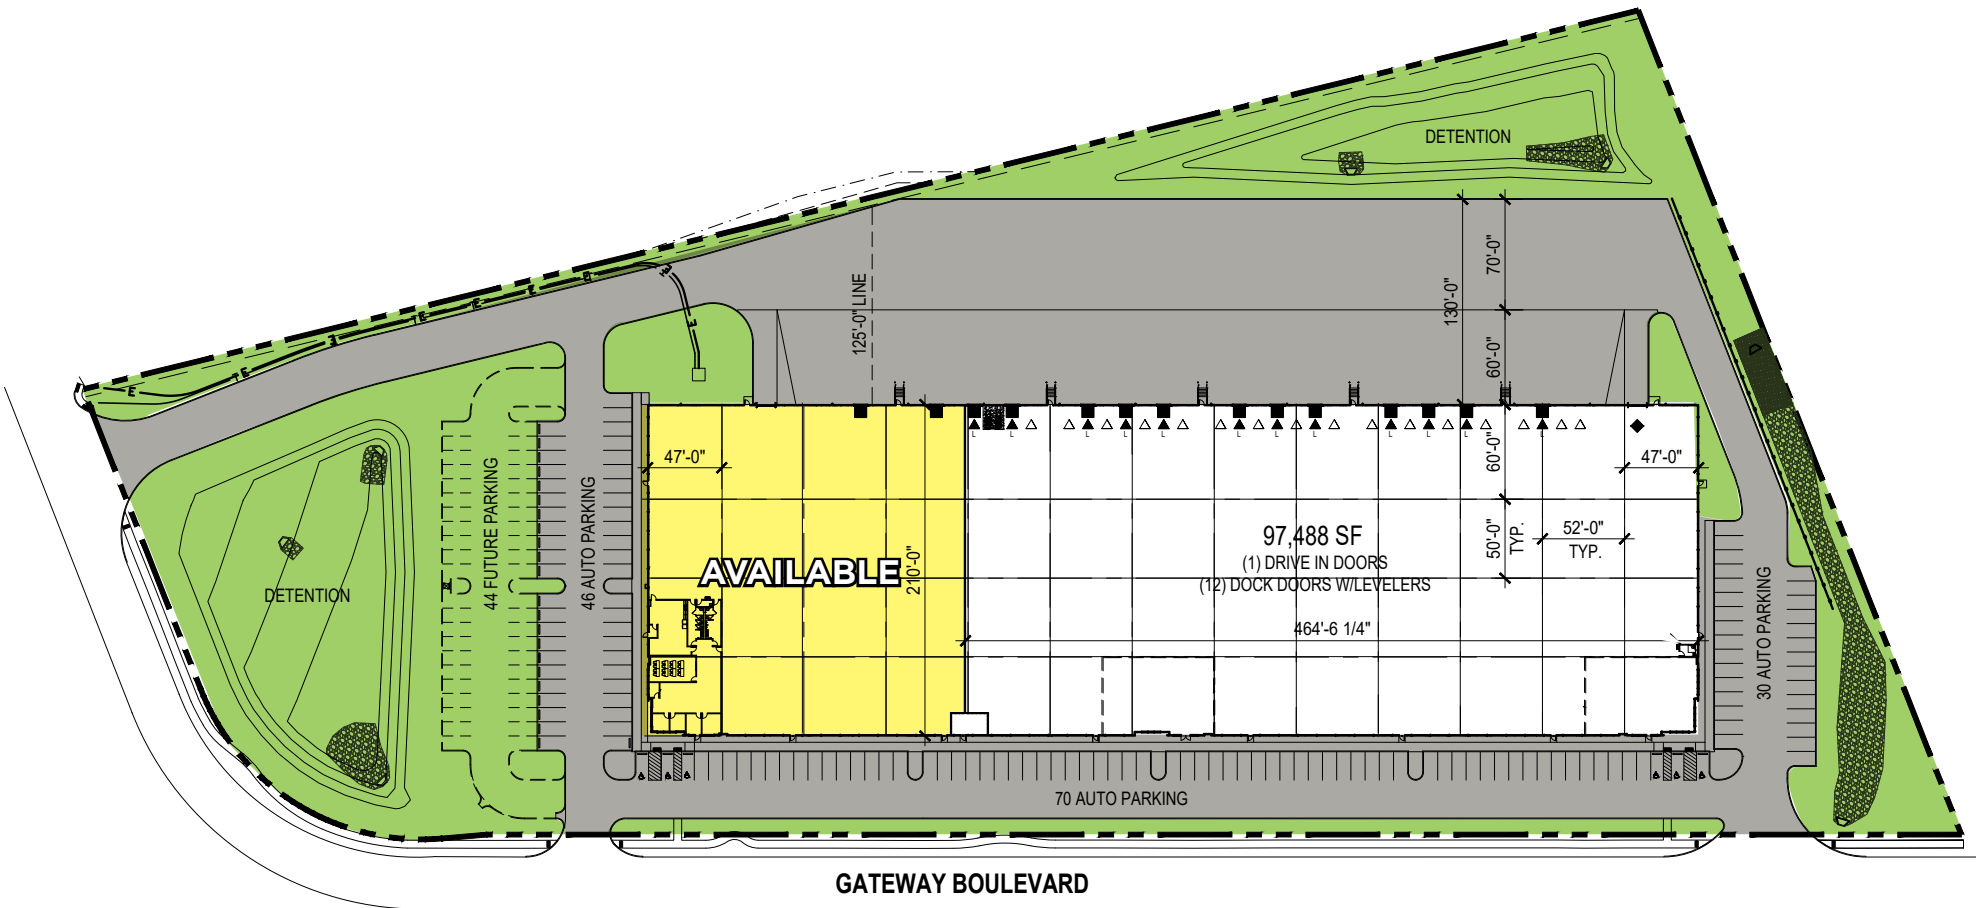 DETENTION
70'-0"
130'-0"
125'-0" LINE
60'-0"
E
TE
E
TE
E
E
E
E
D
47'-0"
60'-0"
47'-0"
L
L
L
L
L
L
L
L
L
L
L
L
44 FUTURE PARKING
46 AUTO PARKING
97,488 SF
(1) DRIVE IN DOORS
(12) DOCK DOORS W/LEVELERS
50'-0"
TYP.
52'-0"
TYP.
AVAILABLE
210'-0"
DETENTION
464'-6 1/4"
30 AUTO PARKING
70 AUTO PARKING
GATEWAY BOULEVARD